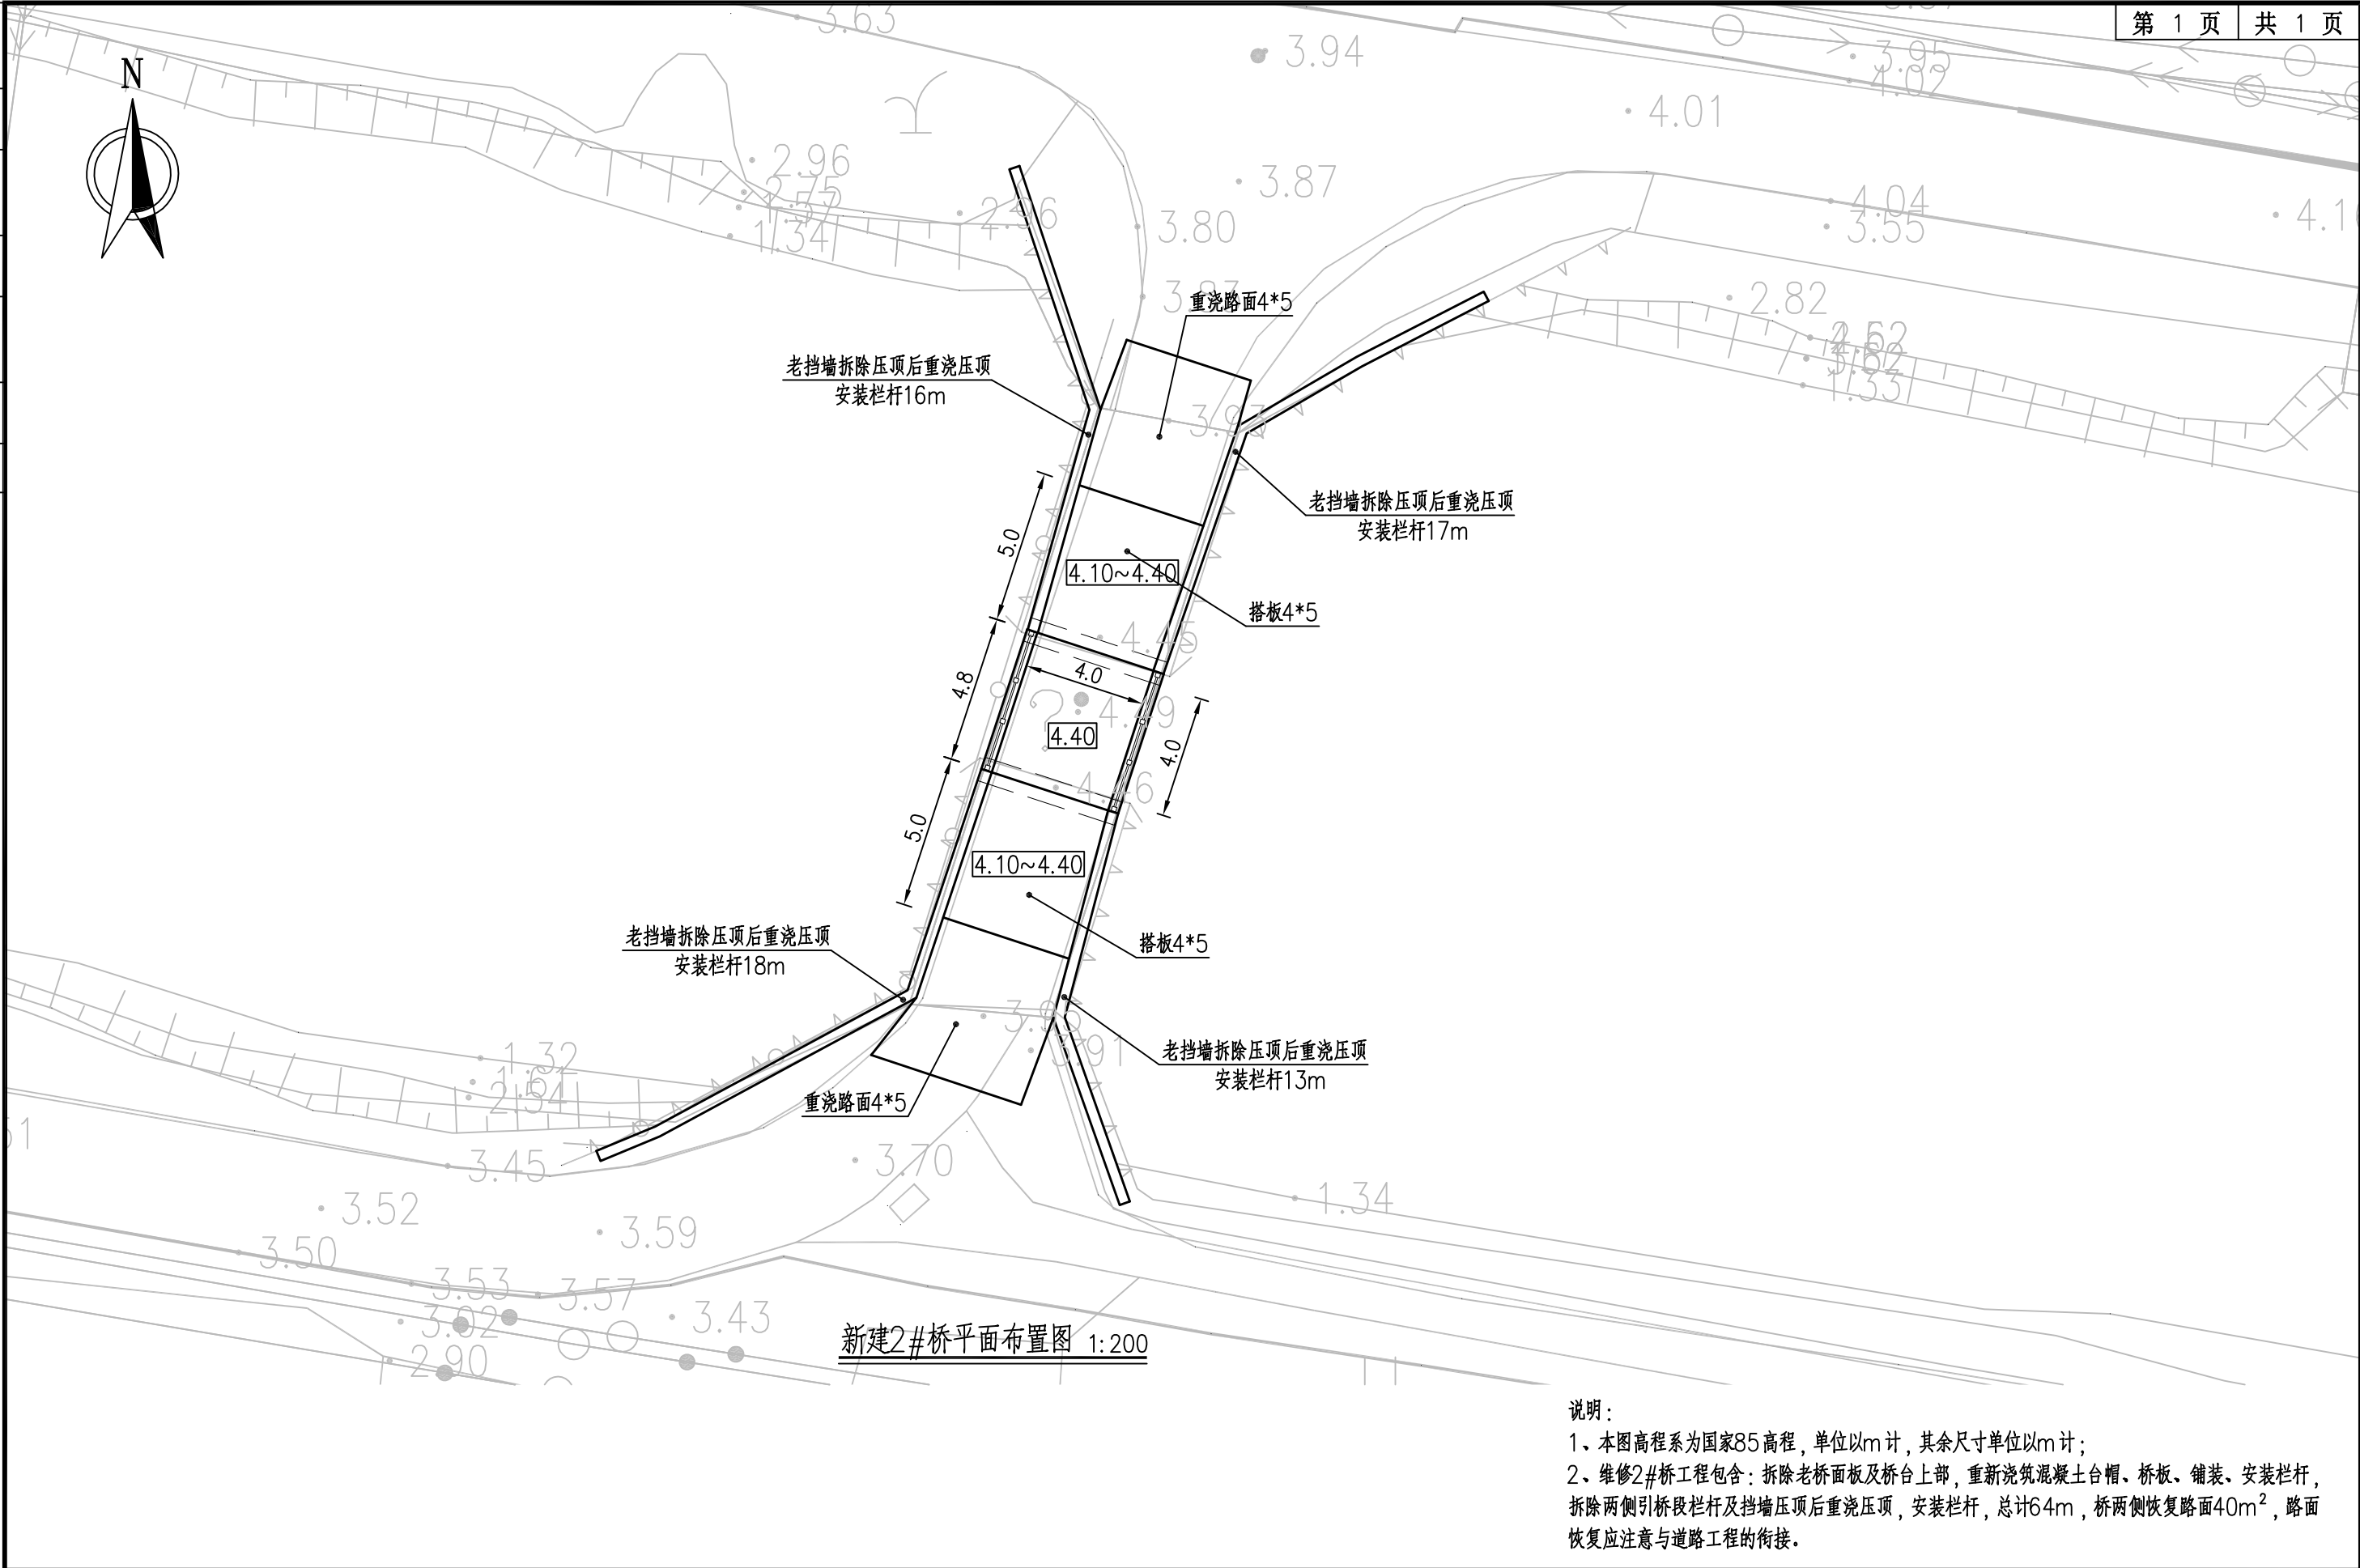 第 1 页 共 1 页
N
3.63
3.94
3.95
4.02
4.01
2.96
2.75
2.57
1.34
2.96
3.87
3.80
4.04
3.55
3.83
重浇路面4*5
2.82
1.33
老挡墙拆除压顶后重浇压顶
安装栏杆16m
3.93
老挡墙拆除压顶后重浇压顶
安装栏杆17m
5.0
4.10~4.40
搭板4*5
4.45
4.0
4.8
4.49
4.40
4.0
4.46
5.0
4.10~4.40
老挡墙拆除压顶后重浇压顶
安装栏杆18m
搭板4*5
3.91
1.32
2.54
老挡墙拆除压顶后重浇压顶
安装栏杆13m
重浇路面4*5
3.45
3.70
3.52
1.34
3.59
3.50
3.53
3.57
3.43
3.02
2.90
新建2#桥平面布置图 1:200
说明:
1、本图高程系为国家85高程,单位以m计,其余尺寸单位以m计;
2、维修2#桥工程包含:拆除老桥面板及桥台上部,重新浇筑混凝土台帽、桥板、铺装、安装栏杆,
拆除两侧引桥段栏杆及挡墙压顶后重浇压顶,安装栏杆,总计64m,桥两侧恢复路面40m²,路面
恢复应注意与道路工程的衔接。